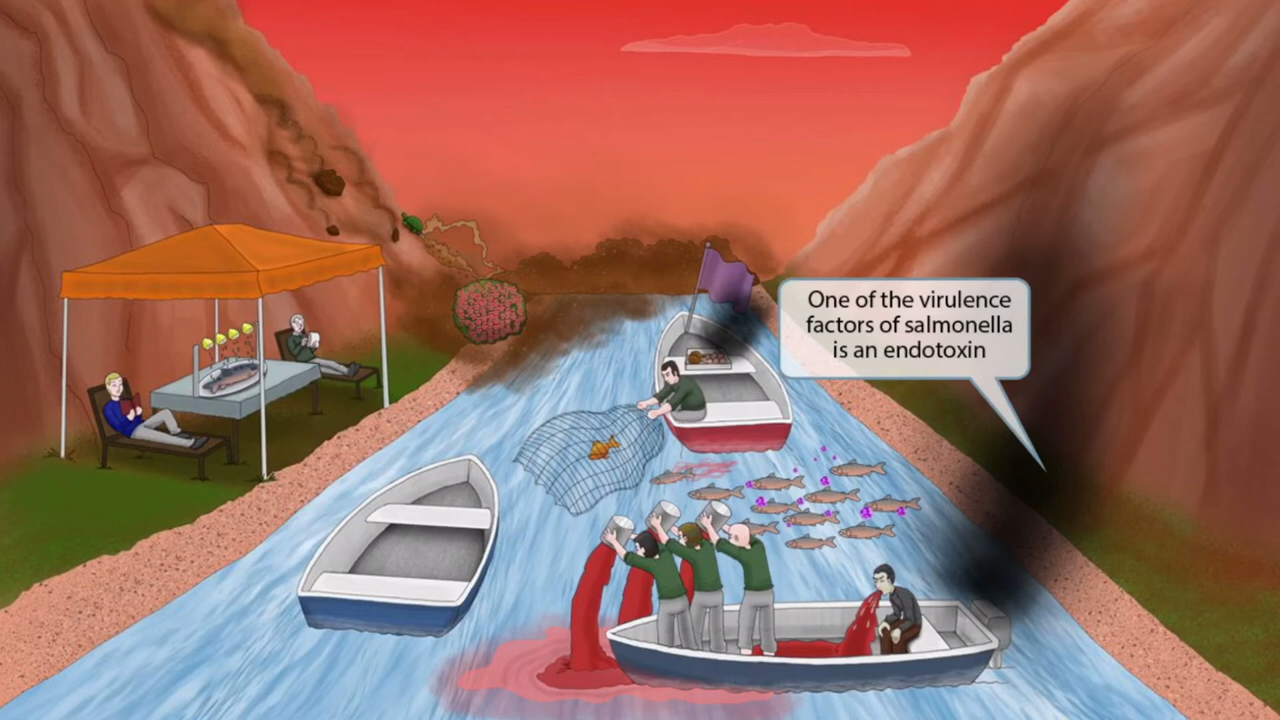 One of the virulence
factors of salmonella
is an endotoxin